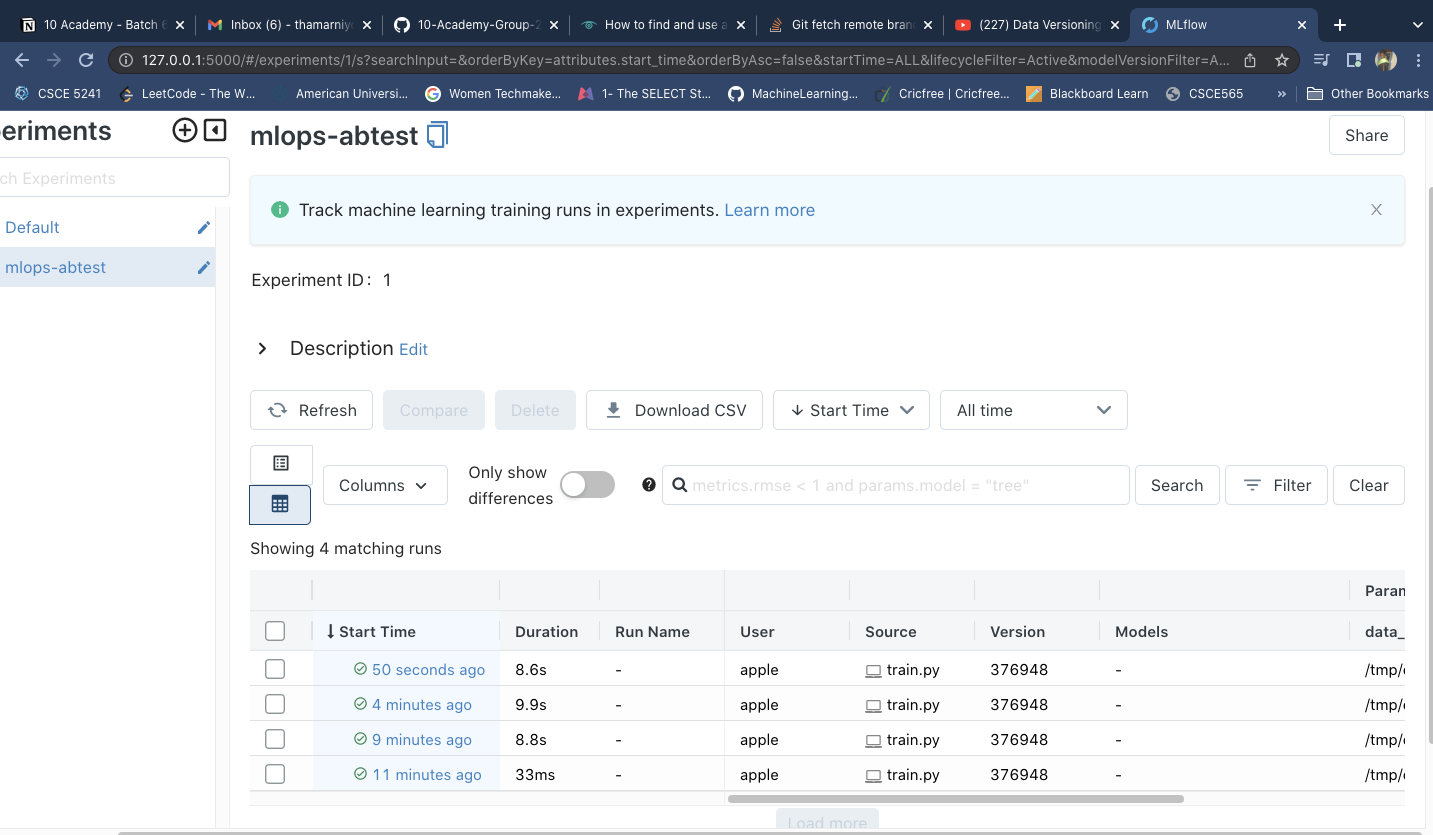 10 Academy - Batch 6
Inbox (6) - thamarniyo
10-Academy-Group-2
How to find and use a
Git fetch remote bran
(227) Data Versioning
MLflow
127.0.0.1:5000/#/experiments/1/s?searchInput=&orderByKey=attributes.start_time&orderByAsc=false&startTime=ALL&lifecycleFilter=Active&modelVersionFilter=A...
CSCE 5241
LeetCode - The W...
American Universi...
Women Techmake...
1- The SELECT St...
MachineLearning...
Cricfree | Cricfree...
Blackboard Learn
CSCE565
»
Other Bookmarks
periments
mlops-abtest
Share
ch Experiments
Default
mlops-abtest
Track machine learning training runs in experiments. Learn more
Experiment ID: 1
Description Edit
Refresh
Compare
Delete
Download CSV
Start Time
All time
Columns
Only show
differences
metrics.rmse < 1 and params.model = "tree"
Search
Filter
Clear
Showing 4 matching runs
Param
Start Time Duration Run Name User Source Version Models data_
50 seconds ago 8.6s - apple train.py 376948 - /tmp/
4 minutes ago 9.9s - apple train.py 376948 - /tmp/
9 minutes ago 8.8s - apple train.py 376948 - /tmp/
11 minutes ago 33ms - apple train.py 376948 - /tmp/
Load more